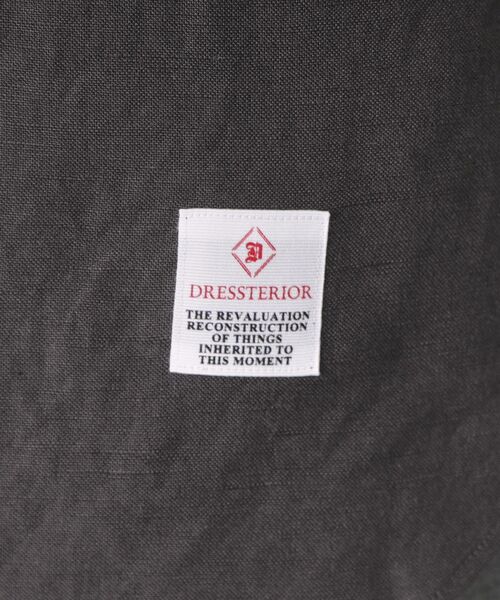 D
DRESSTERIOR
THE REVALUATION
RECONSTRUCTION
OF THINGS
INHERITED TO
THIS MOMENT